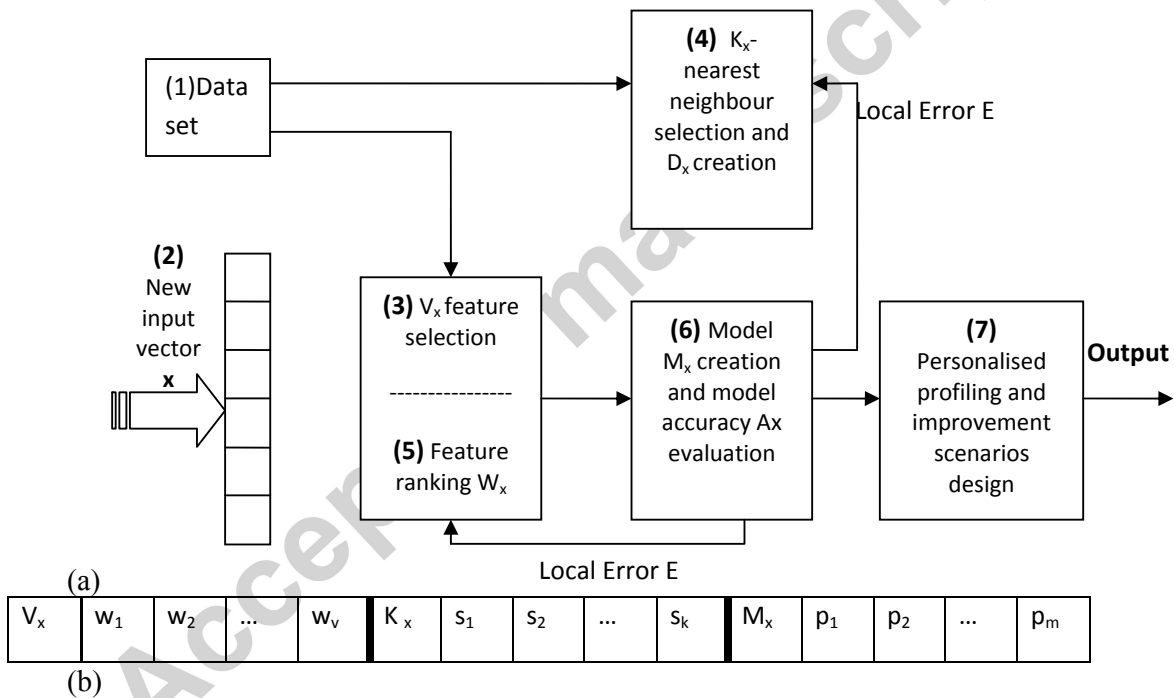 (1)Data
set
(4) Kₓ-
nearest
neighbour
selection and
Dₓ creation
Local Error E
(2)
New
input
vector
x
(3) Vₓ feature
selection
----------------
(5) Feature
ranking Wₓ
(6) Model
Mₓ creation
and model
accuracy Ax
evaluation
(7)
Personalised
profiling and
improvement
scenarios
design
Output
Local Error E
(a)
Vₓ w₁ w₂ ... wᵥ K ₓ s₁ s₂ ... sₖ Mₓ p₁ p₂ ... pₘ
(b)